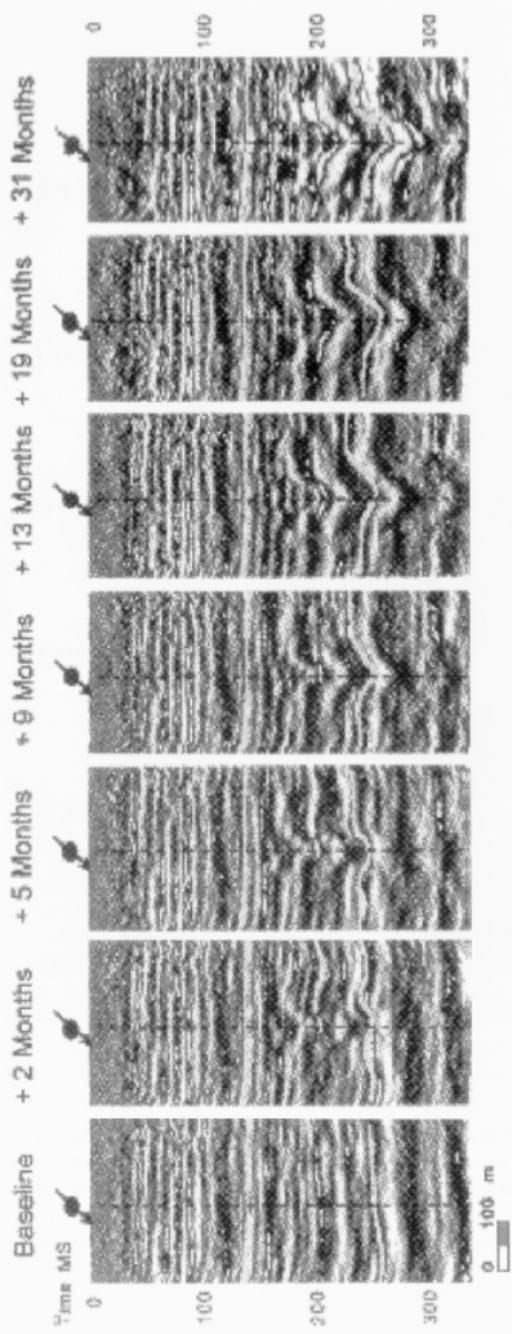 Baseline + 2 Months + 5 Months + 9 Months + 13 Months + 19 Months + 31 Months
Time MS
0 0
100 100
200 200
300 300
0 100 m